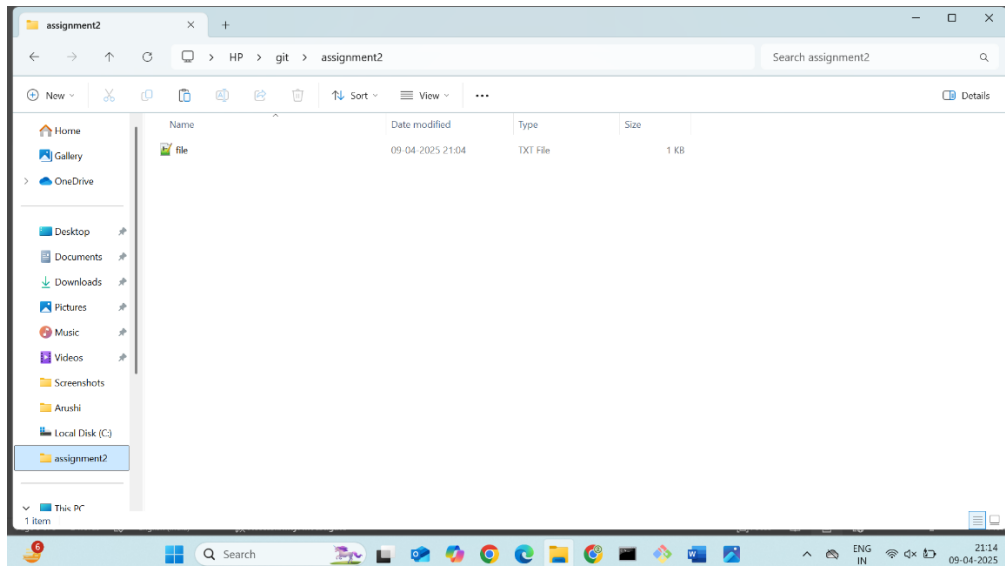 assignment2
HP > git > assignment2
Search assignment2
New
Sort
View
Details
Name
Date modified
Type
Size
file
09-04-2025 21:04
TXT File
1 KB
Home
Gallery
OneDrive
Desktop
Documents
Downloads
Pictures
Music
Videos
Screenshots
Arushi
Local Disk (C:)
assignment2
This PC
1 item
6
Search
ENG
IN
21:14
09-04-2025